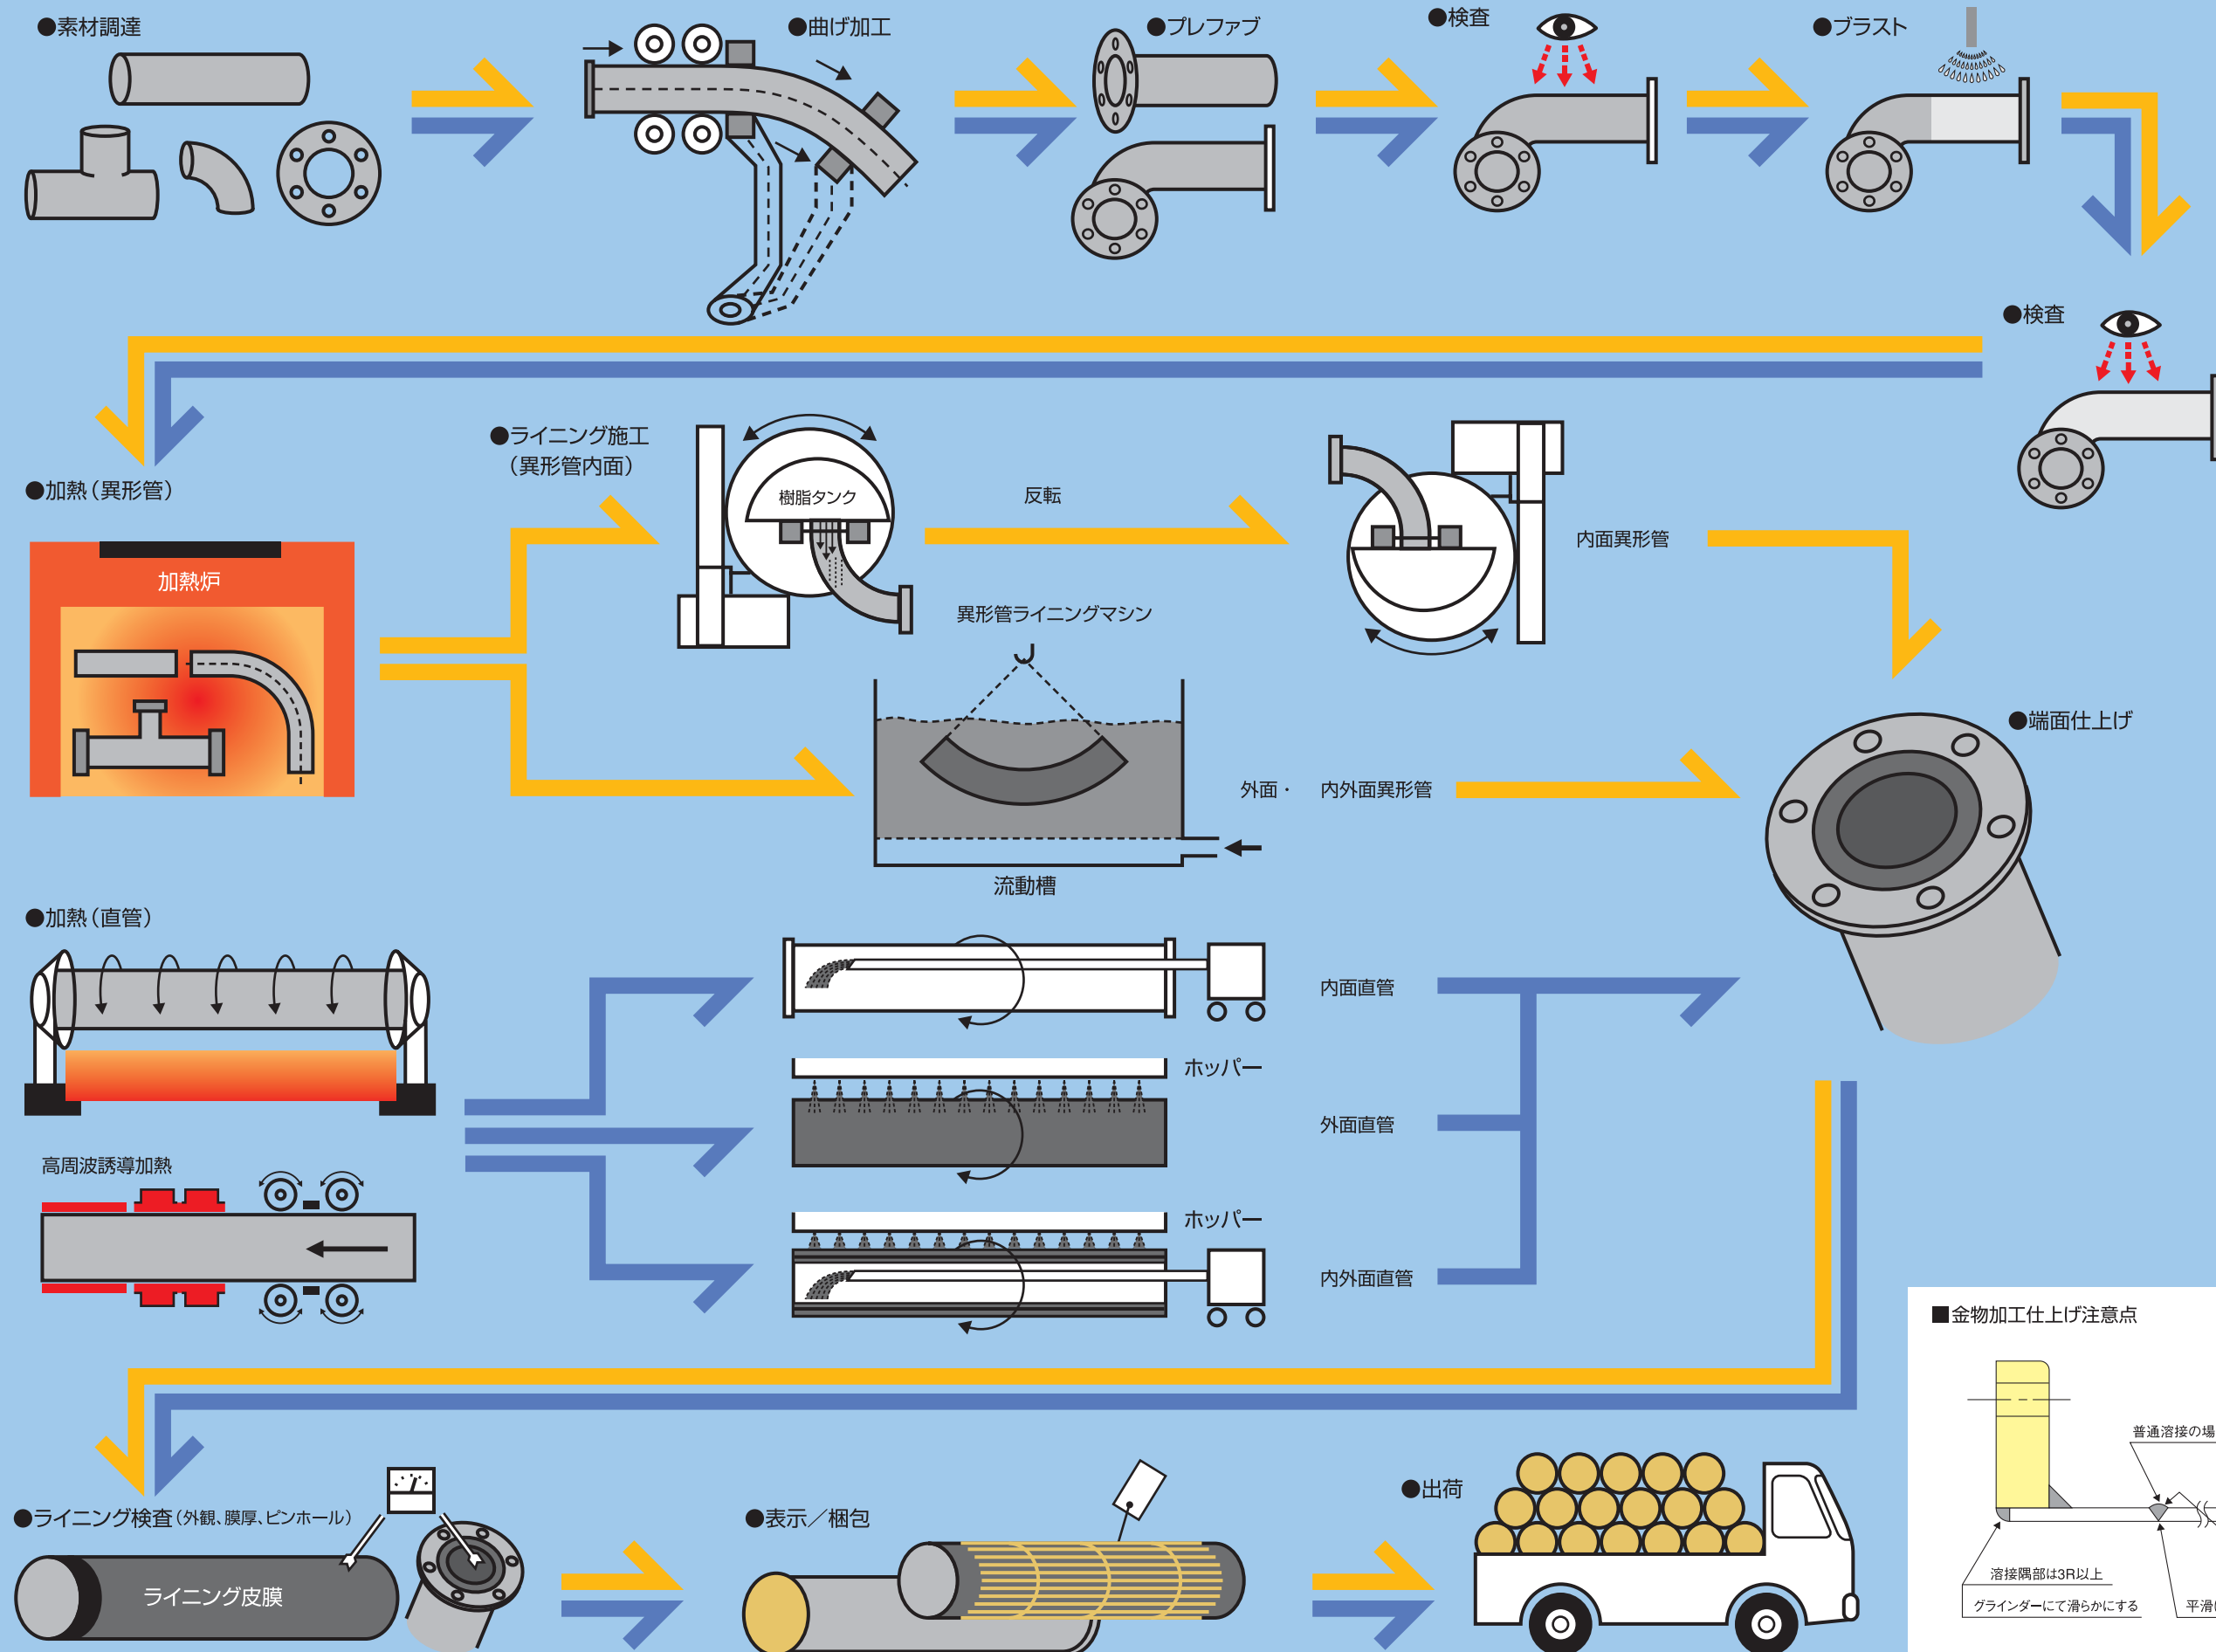 ●素材調達
●曲げ加工
●プレファブ
●検査
●ブラスト
●検査
●加熱（異形管）
加熱炉
●ライニング施工
（異形管内面）
樹脂タンク
反転
内面異形管
異形管ライニングマシン
外面・　内外面異形管
流動槽
●端面仕上げ
●加熱（直管）
高周波誘導加熱
内面直管
ホッパー
外面直管
ホッパー
内外面直管
■金物加工仕上げ注意点
普通溶接の場
溶接隅部は3R以上
グラインダーにて滑らかにする
平滑に
●ライニング検査（外観、膜厚、ピンホール）
ライニング皮膜
●表示／梱包
●出荷